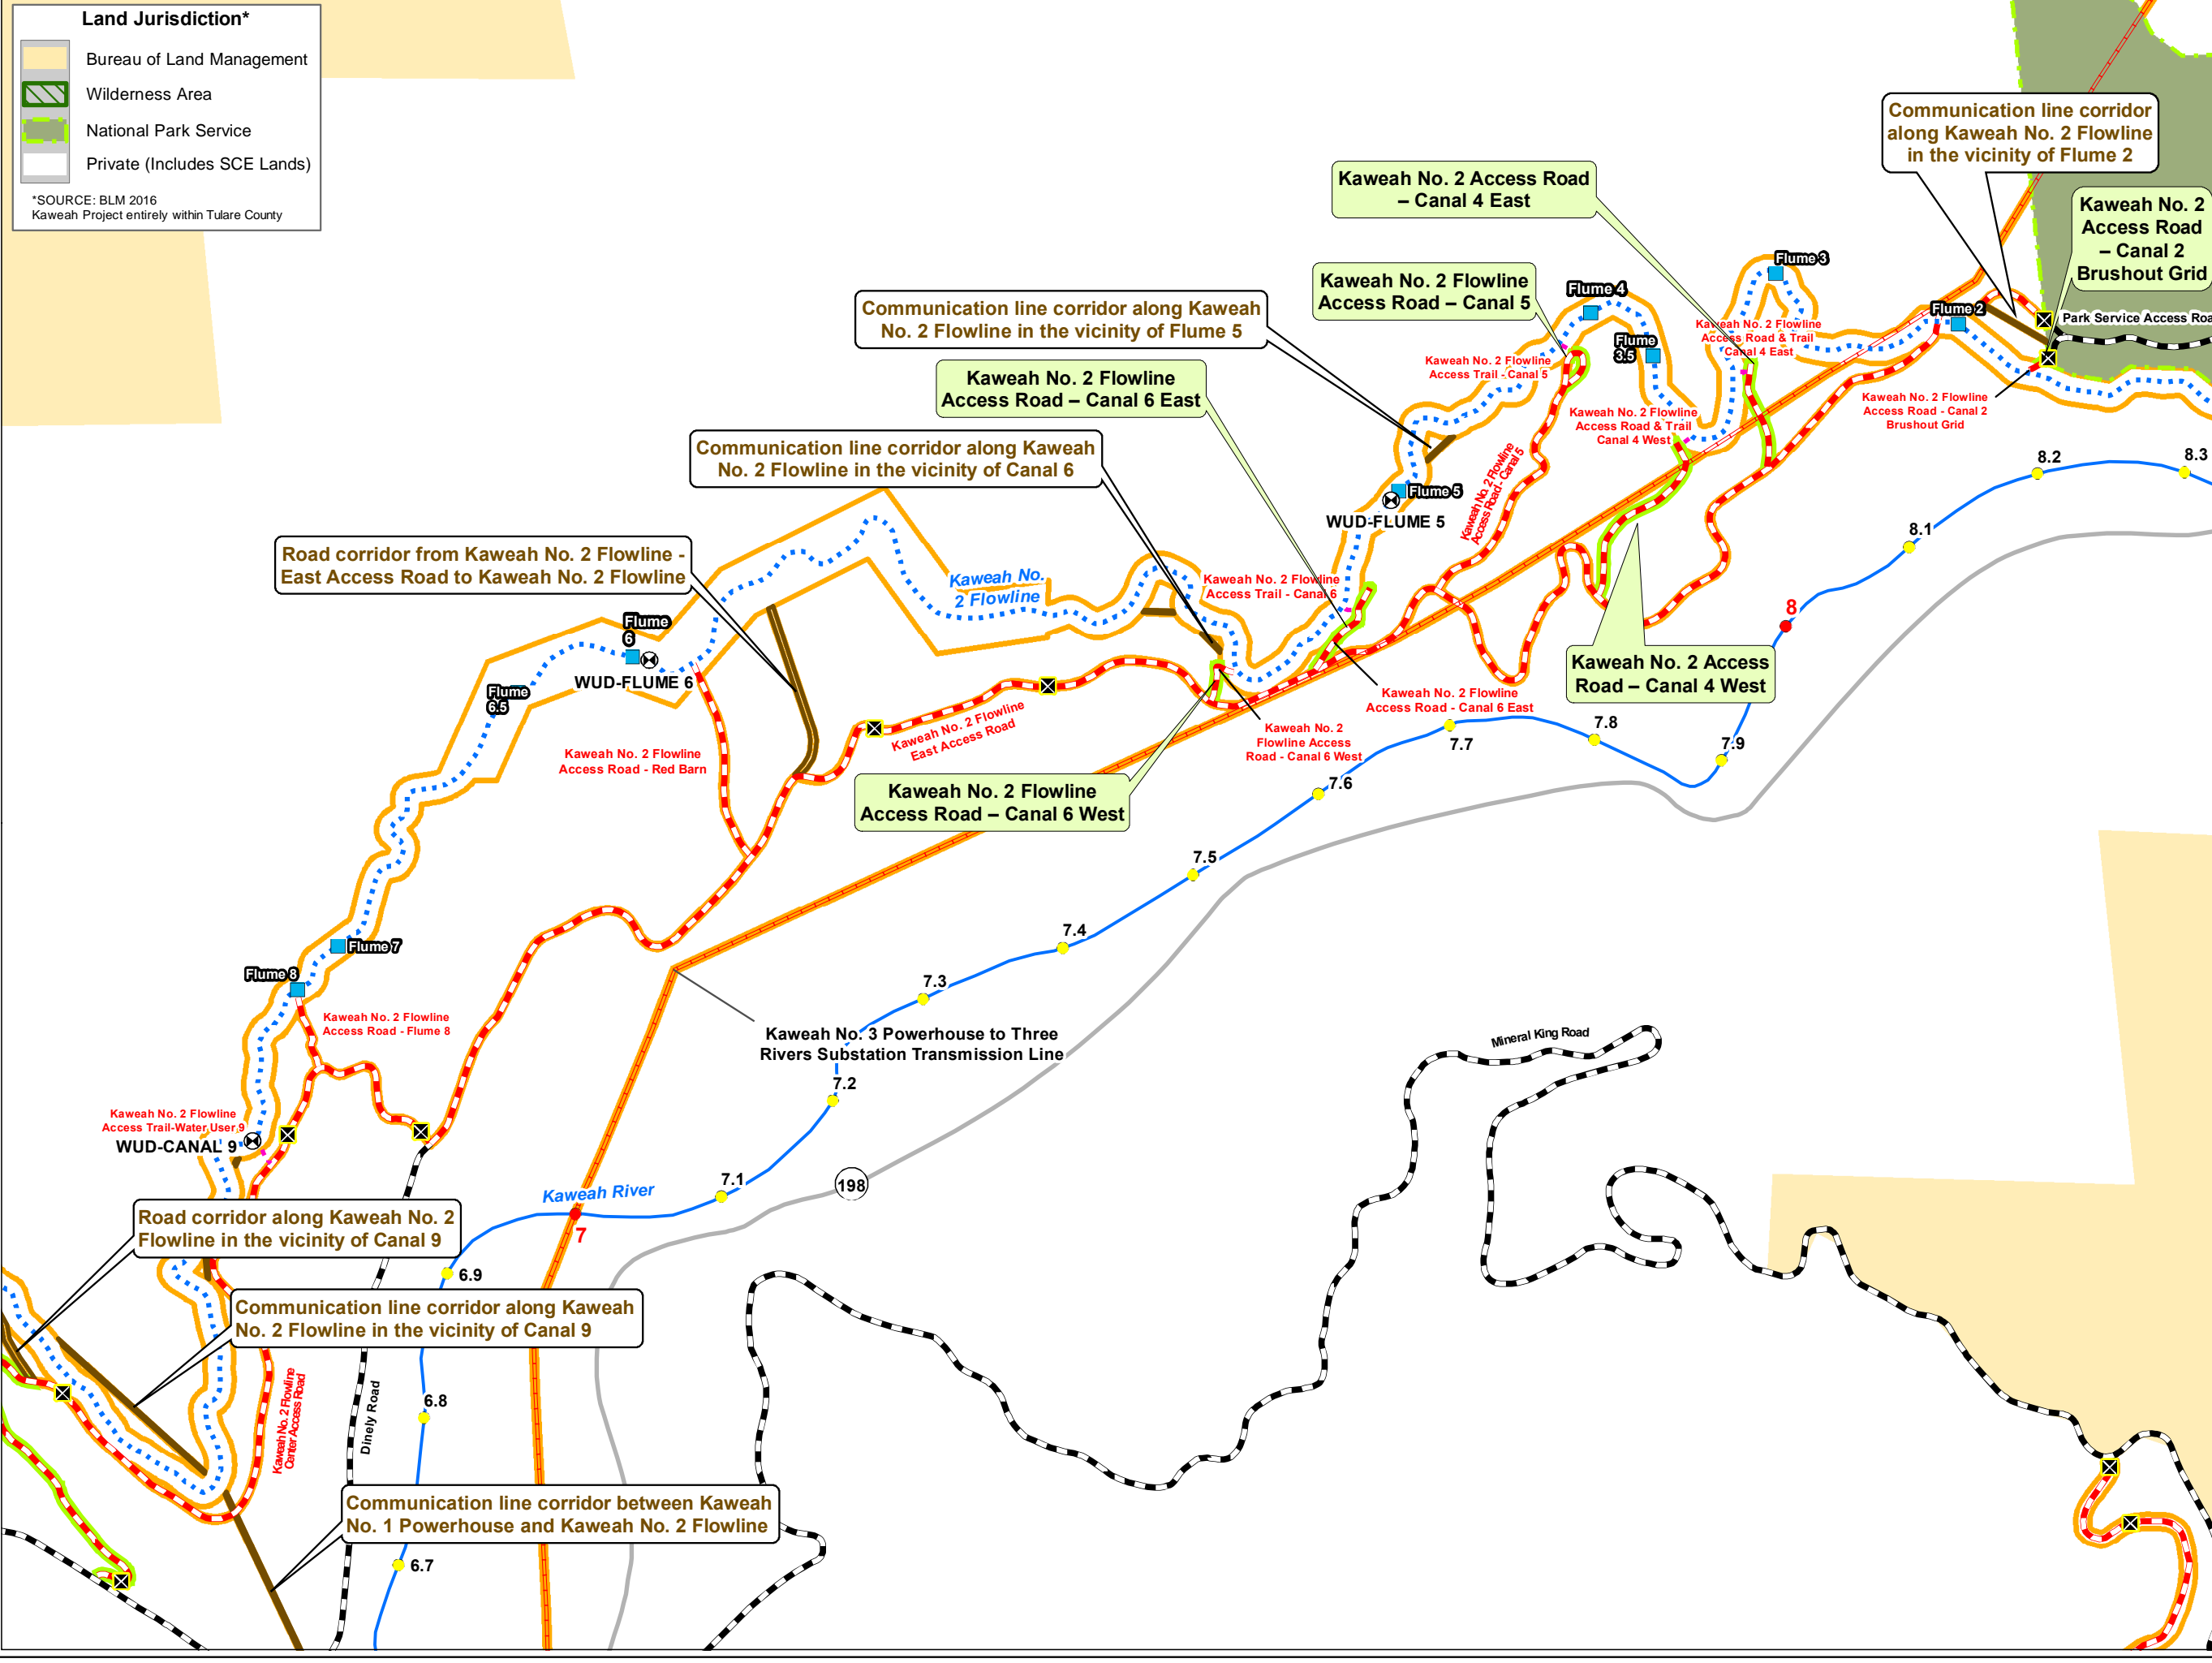 Land Jurisdiction*
Bureau of Land Management
Wilderness Area
National Park Service
Private (Includes SCE Lands)
*SOURCE: BLM 2016
Kaweah Project entirely within Tulare County
Communication line corridor
along Kaweah No. 2 Flowline
in the vicinity of Flume 2
Kaweah No. 2 Access Road
– Canal 4 East
Kaweah No. 2
Access Road
– Canal 2
Brushout Grid
Kaweah No. 2 Flowline
Access Road – Canal 5
Flume 3
Flume 4
Flume 2
Park Service Access Roa
Communication line corridor along Kaweah
No. 2 Flowline in the vicinity of Flume 5
Kaweah No. 2 Flowline
Access Road & Trail
Canal 4 East
Flume
3.5
Kaweah No. 2 Flowline
Access Trail - Canal 5
Kaweah No. 2 Flowline
Access Road – Canal 6 East
Kaweah No. 2 Flowline
Access Road & Trail
Canal 4 West
Kaweah No. 2 Flowline
Access Road - Canal 2
Brushout Grid
Communication line corridor along Kaweah
No. 2 Flowline in the vicinity of Canal 6
Kaweah No. 2 Flowline
Access Road - Canal 5
8.2
8.3
Flume 5
WUD-FLUME 5
8.1
Road corridor from Kaweah No. 2 Flowline -
East Access Road to Kaweah No. 2 Flowline
Kaweah No.
2 Flowline
Kaweah No. 2 Flowline
Access Trail - Canal 6
8
Flume
6
WUD-FLUME 6
Flume
6.5
Kaweah No. 2 Access
Road – Canal 4 West
Kaweah No. 2 Flowline
Access Road - Canal 6 East
Kaweah No. 2 Flowline
East Access Road
Kaweah No. 2
Flowline Access
Road - Canal 6 West
7.7
7.8
7.9
Kaweah No. 2 Flowline
Access Road - Red Barn
Kaweah No. 2 Flowline
Access Road – Canal 6 West
7.6
7.5
7.4
7.3
Flume 7
Flume 8
Kaweah No. 2 Flowline
Access Road - Flume 8
Kaweah No. 3 Powerhouse to Three
Rivers Substation Transmission Line
Mineral King Road
7.2
Kaweah No. 2 Flowline
Access Trail-Water User 9
WUD-CANAL 9
7.1
198
Kaweah River
7
Road corridor along Kaweah No. 2
Flowline in the vicinity of Canal 9
6.9
Communication line corridor along Kaweah
No. 2 Flowline in the vicinity of Canal 9
Kaweah No. 2 Flowline
Center Access Road
Dinely Road
6.8
Communication line corridor between Kaweah
No. 1 Powerhouse and Kaweah No. 2 Flowline
6.7